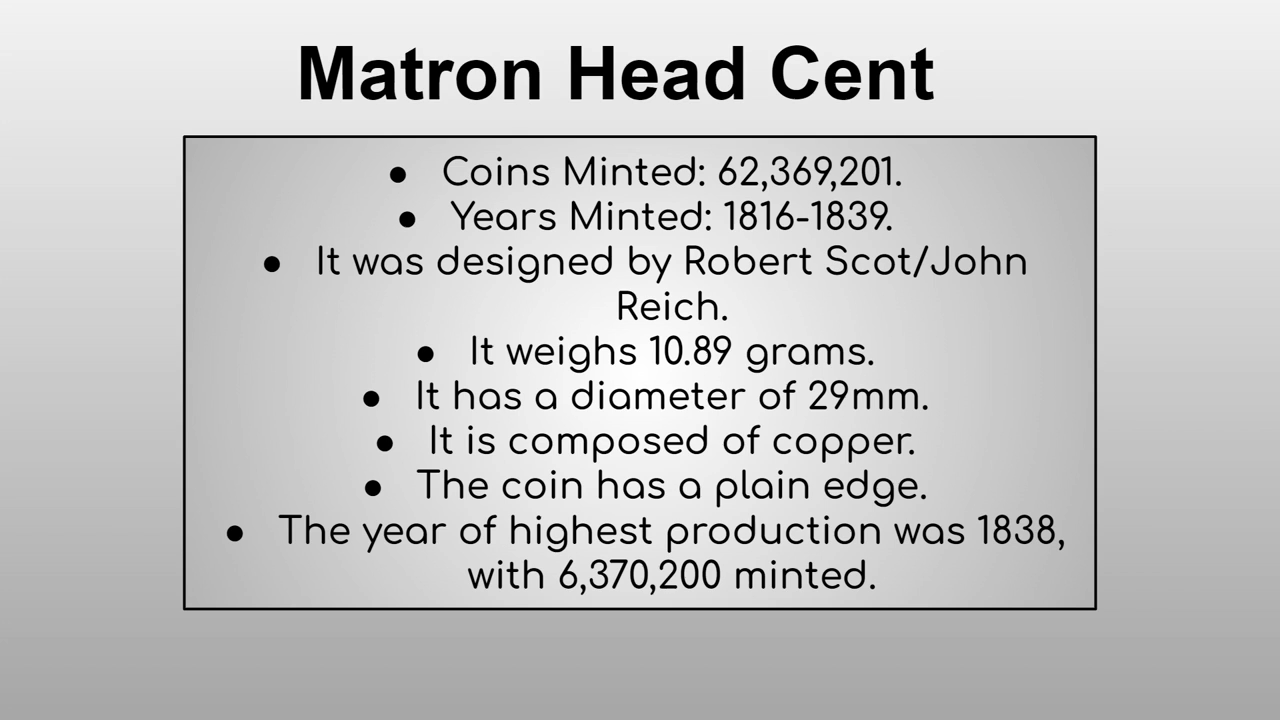 Matron Head Cent
● Coins Minted: 62,369,201.
● Years Minted: 1816-1839.
● It was designed by Robert Scot/John
Reich.
● It weighs 10.89 grams.
● It has a diameter of 29mm.
● It is composed of copper.
● The coin has a plain edge.
● The year of highest production was 1838,
with 6,370,200 minted.